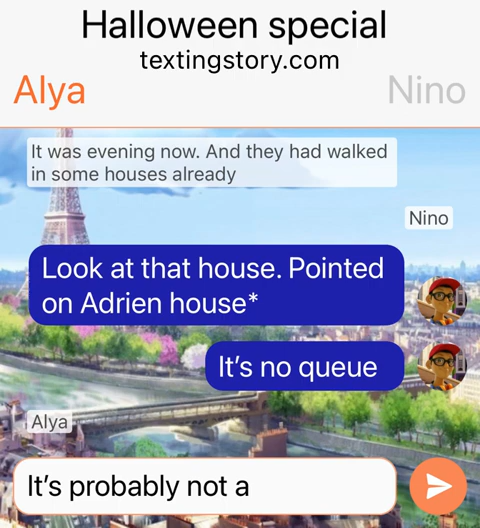 Halloween special
textingstory.com
Alya
Nino
It was evening now. And they had walked
in some houses already
Nino
Look at that house. Pointed
on Adrien house*
It's no queue
Alya
It's probably not a